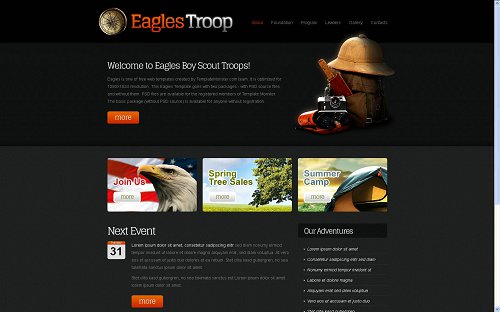 Eagles Troop
About Foundation Program Leaders Gallery Contacts
Welcome to Eagles Boy Scout Troops!
Eagles is one of free web templates created by TemplateMonster.com team. It is optimized for
1280X1024 resolution. This Eagles Template goes with two packages - with PSD source files
and without them. PSD files are available for the registered members of Template Monster.
The basic package (without PSD source) is available for anyone without registration.
more
Join Us
more
Spring
Tree Sales
more
Summer
Camp
more
Next Event
31
Lorem ipsum dolor sit amet, consetetur sadipscing elitr sed diam nonumy eirmod
tempor invidunt ut labore et dolore magna aliquyam erat, sed diam voluptua. At vero
eos et accusam et justo duo dolores et ea rebum. Stet clita kasd gubergren, no sea
takimata sanctus ipsum dolor sit amet
Stet clita kasd gubergren, no sea takimata sanctus est Lorem ipsum dolor sit
amet lorem ipsum dolor.
more
Our Adventures
Lorem ipsum dolor sit amet
Consetetur sadipscing elitr sed diam
Nonumy eirmod tempor invidunt ut
Labore et dolore magna
Aliquyam erat, sed diam voluptua
Vero eos et accusam et justo duo
Stet clita kasd gubergren